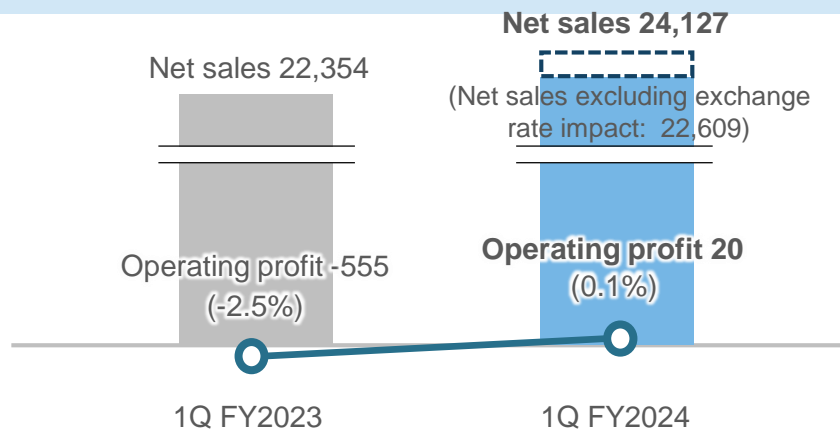 Net sales 24,127
Net sales 22,354
(Net sales excluding exchange
rate impact:  22,609)
Operating profit -555
(-2.5%)
Operating profit 20
(0.1%)
1Q FY2023
1Q FY2024